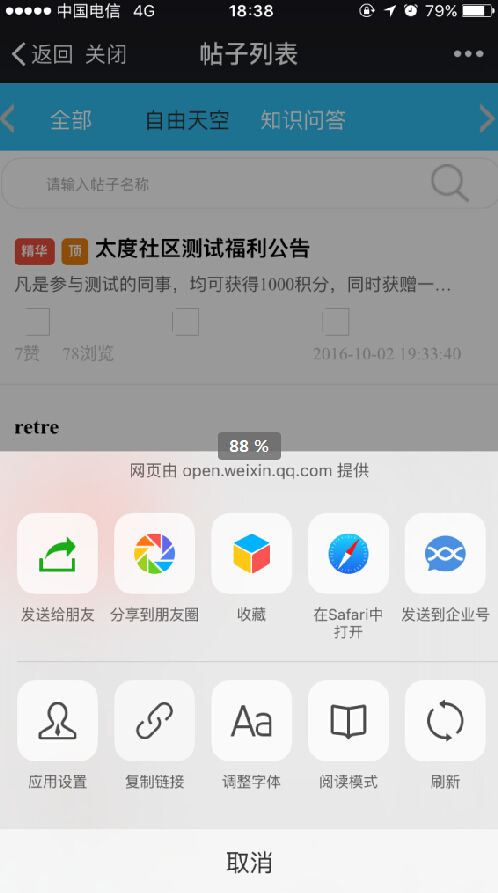 中国电信 4G 18:38 79%
返回 关闭 帖子列表
全部 自由天空 知识问答
请输入帖子名称
精华 顶 太度社区测试福利公告
凡是参与测试的同事，均可获得1000积分，同时获赠一...
7赞 78浏览 2016-10-02 19:33:40
retre
88 %
网页由 open.weixin.qq.com 提供
发送给朋友 分享到朋友圈 收藏 在Safari中 发送到企业号
打开
Aa
应用设置 复制链接 调整字体 阅读模式 刷新
取消